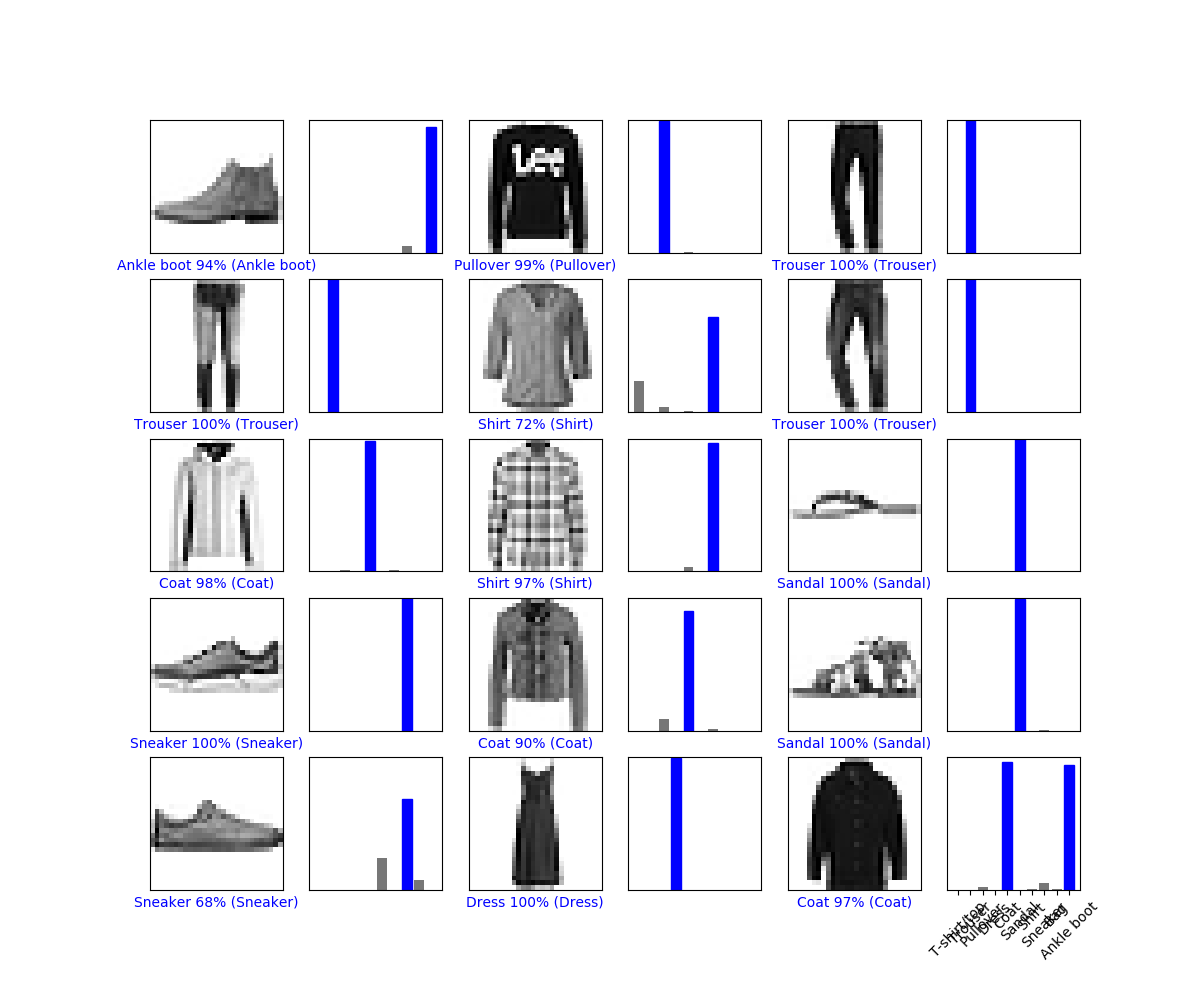 Lee
Ankle boot 94% (Ankle boot)
Pullover 99% (Pullover)
Trouser 100% (Trouser)
Trouser 100% (Trouser)
Shirt 72% (Shirt)
Trouser 100% (Trouser)
Coat 98% (Coat)
Shirt 97% (Shirt)
Sandal 100% (Sandal)
Sneaker 100% (Sneaker)
Coat 90% (Coat)
Sandal 100% (Sandal)
Sneaker 68% (Sneaker)
Dress 100% (Dress)
Coat 97% (Coat)
T-shirt/top
Trouser
Pullover
Dress
Coat
Sandal
Shirt
Sneaker
Bag
Ankle boot